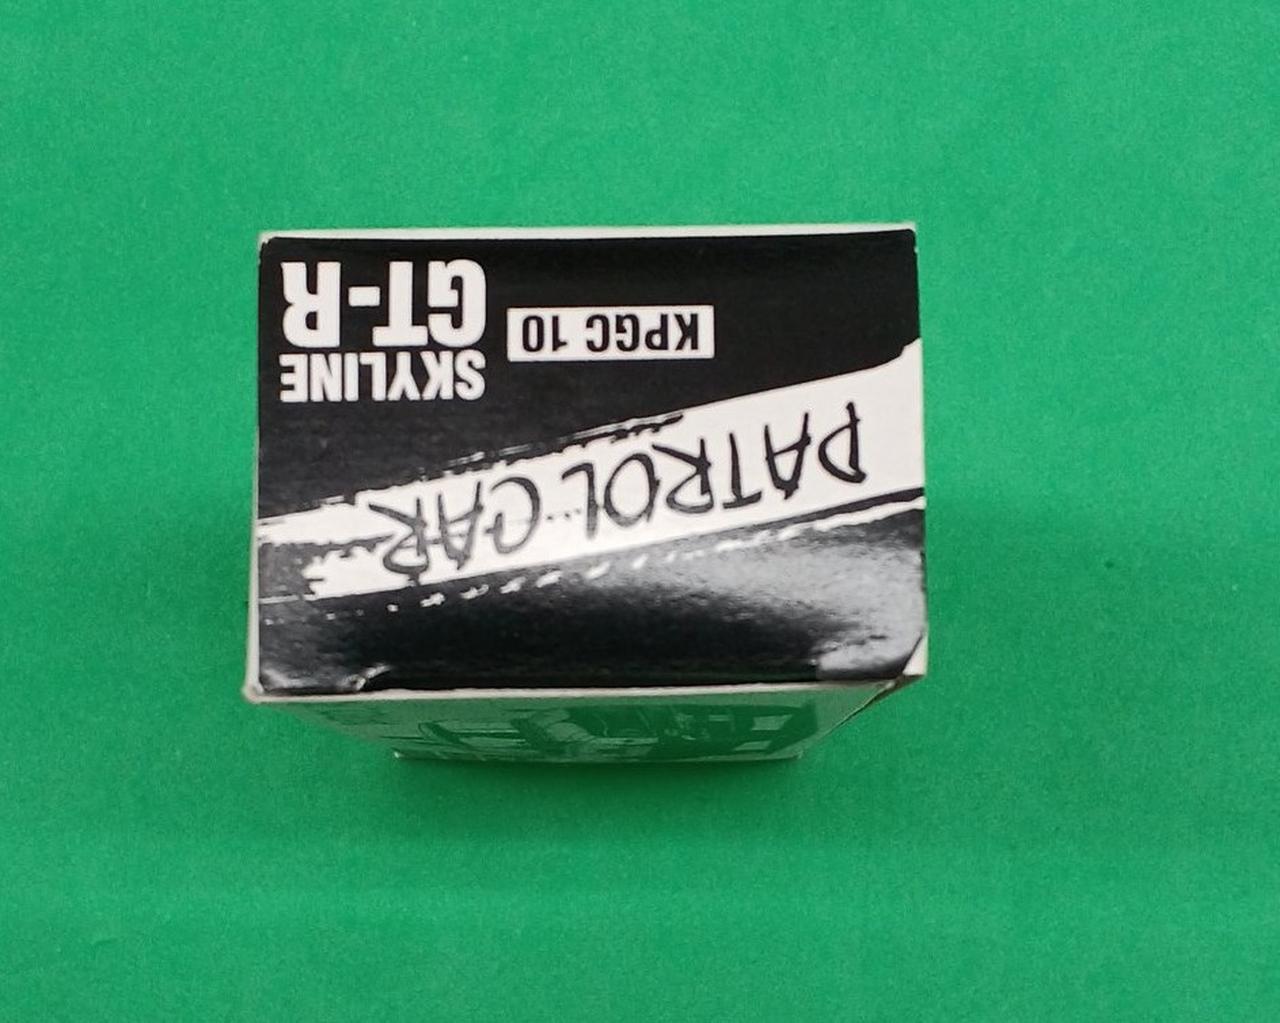 PATROL CAR
SKYLINE
GT-R
KPGC 10